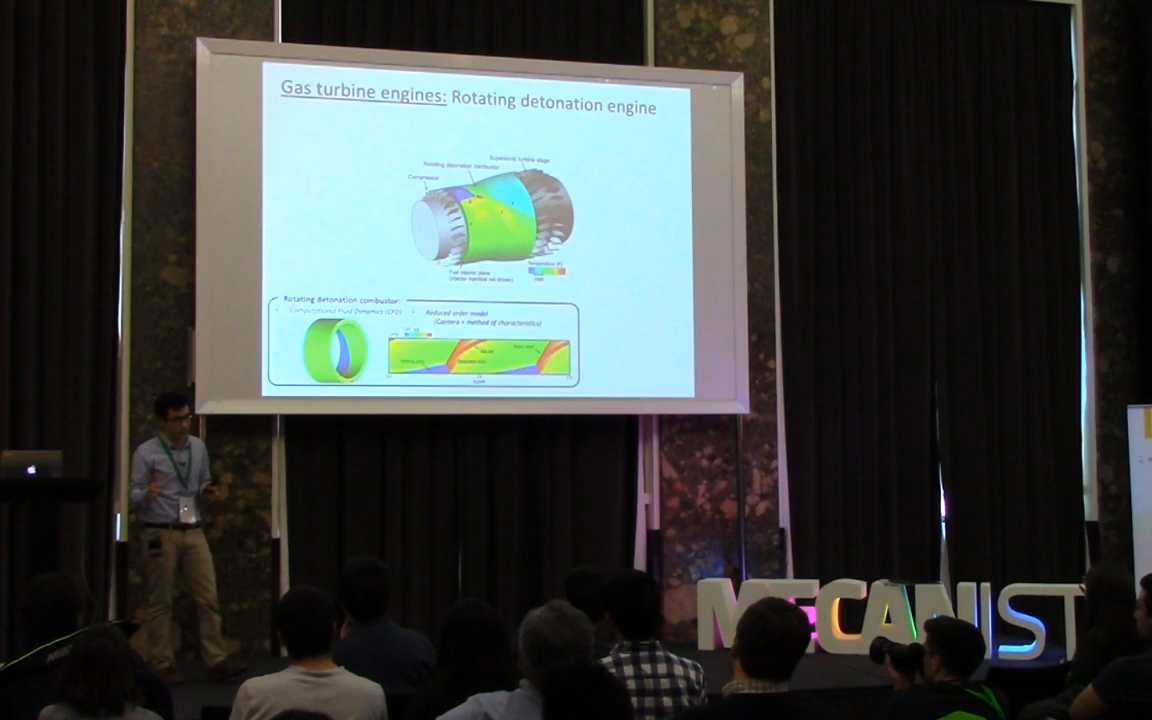 Gas turbine engines: Rotating detonation engine
Supersonic turbine stage
Rotating detonation combustor
Compressor
Fuel injector plane
(injector manifold not shown)
Temperature [K]
Rotating detonation combustor:
Computational Fluid Dynamics (CFD)
Reduced order model
(Cantera + method of characteristics)
MECANIST